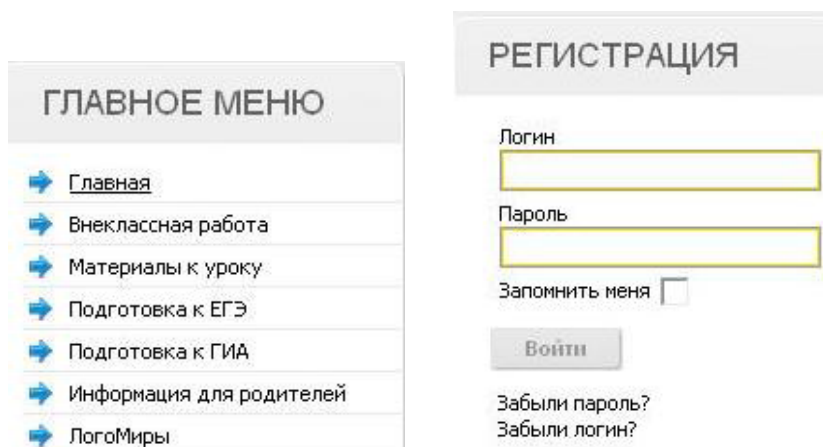 ГЛАВНОЕ МЕНЮ
Главная
Внеклассная работа
Материалы к уроку
Подготовка к ЕГЭ
Подготовка к ГИА
Информация для родителей
ЛогоМиры
РЕГИСТРАЦИЯ
Логин
Пароль
Запомнить меня
Войти
Забыли пароль?
Забыли логин?